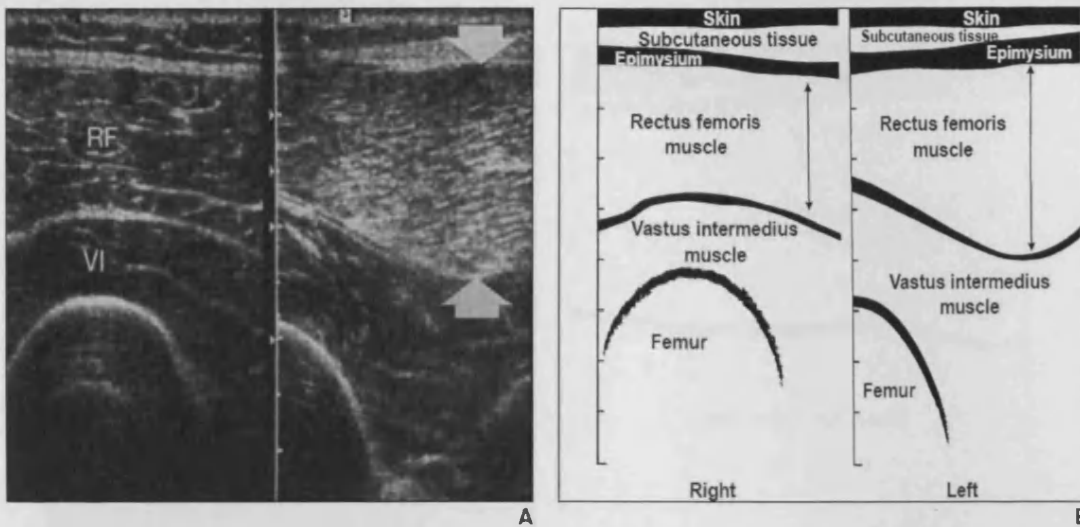 RF
VI
A
Skin
Subcutaneous tissue
Epimysium
Rectus femoris
muscle
Vastus intermedius
muscle
Femur
Right
Skin
Subcutaneous tissue
Epimysium
Rectus femoris
muscle
Vastus intermedius
muscle
Femur
Left